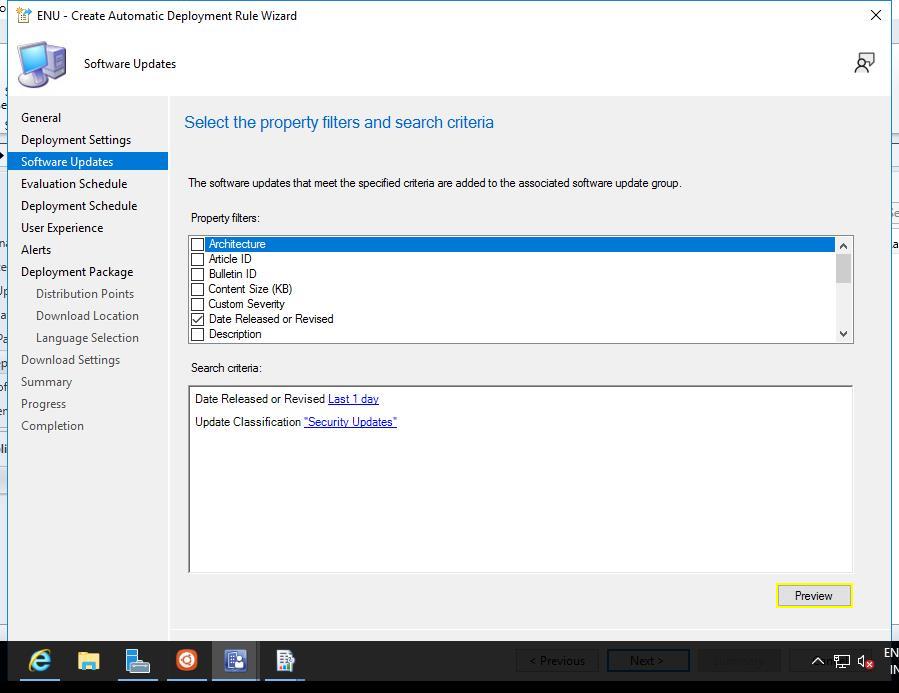 ENU - Create Automatic Deployment Rule Wizard
Software Updates
General
Deployment Settings
Software Updates
Evaluation Schedule
Deployment Schedule
User Experience
Alerts
Deployment Package
Distribution Points
Download Location
Language Selection
Download Settings
Summary
Progress
Completion
Select the property filters and search criteria
The software updates that meet the specified criteria are added to the associated software update group.
Property filters:
Architecture
Article ID
Bulletin ID
Content Size (KB)
Custom Severity
Date Released or Revised
Description
Search criteria:
Date Released or Revised Last 1 day
Update Classification "Security Updates"
Preview
< Previous
Next >
Summary
EN
IN